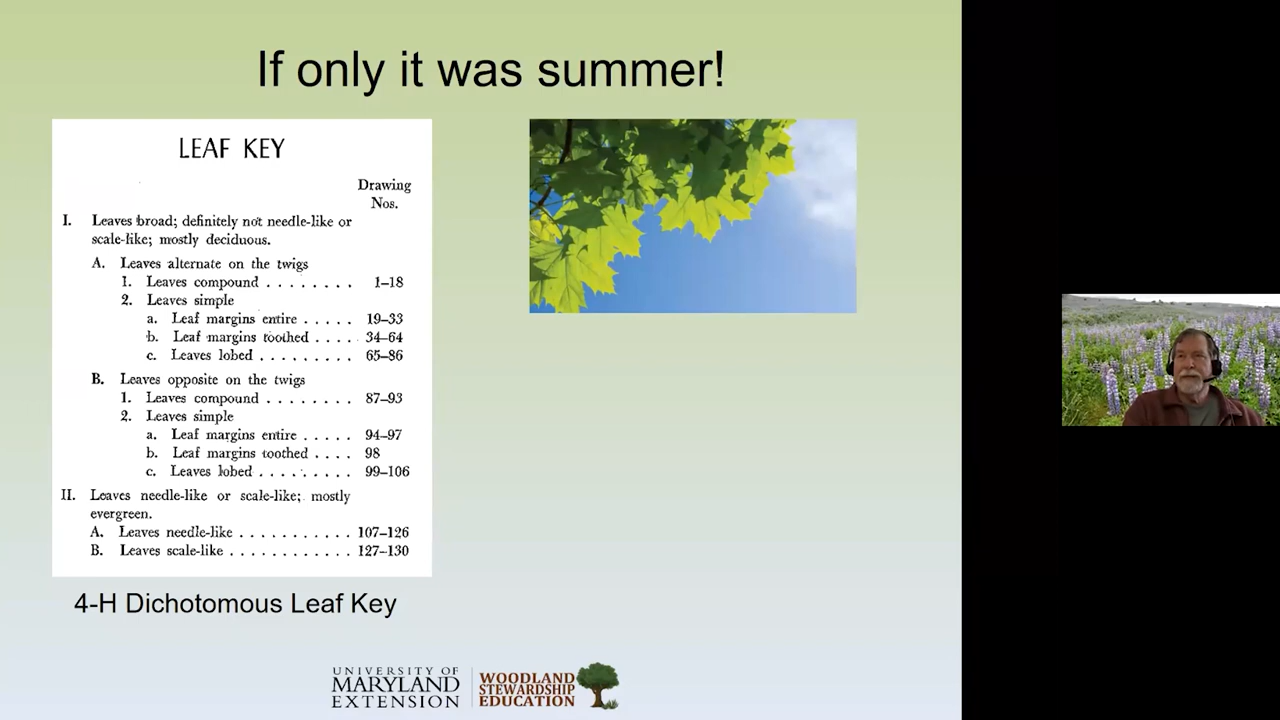 If only it was summer!
LEAF KEY
Drawing
Nos.
I. Leaves broad; definitely not needle-like or
scale-like; mostly deciduous.
A. Leaves alternate on the twigs
1. Leaves compound . . . . . . . . 1–18
2. Leaves simple
a. Leaf margins entire . . . . . 19–33
b. Leaf margins toothed . . . . 34–64
c. Leaves lobed . . . . . . . . . 65–86
B. Leaves opposite on the twigs
1. Leaves compound . . . . . . . . 87–93
2. Leaves simple
a. Leaf margins entire . . . . . 94–97
b. Leaf margins toothed . . . . 98
c. Leaves lobed . . . . . . . . . 99–106
II. Leaves needle-like or scale-like; mostly
evergreen.
A. Leaves needle-like . . . . . . . . . . . 107–126
B. Leaves scale-like . . . . . . . . . . . . 127–130
4-H Dichotomous Leaf Key
UNIVERSITY OF
MARYLAND
EXTENSION
WOODLAND
STEWARDSHIP
EDUCATION